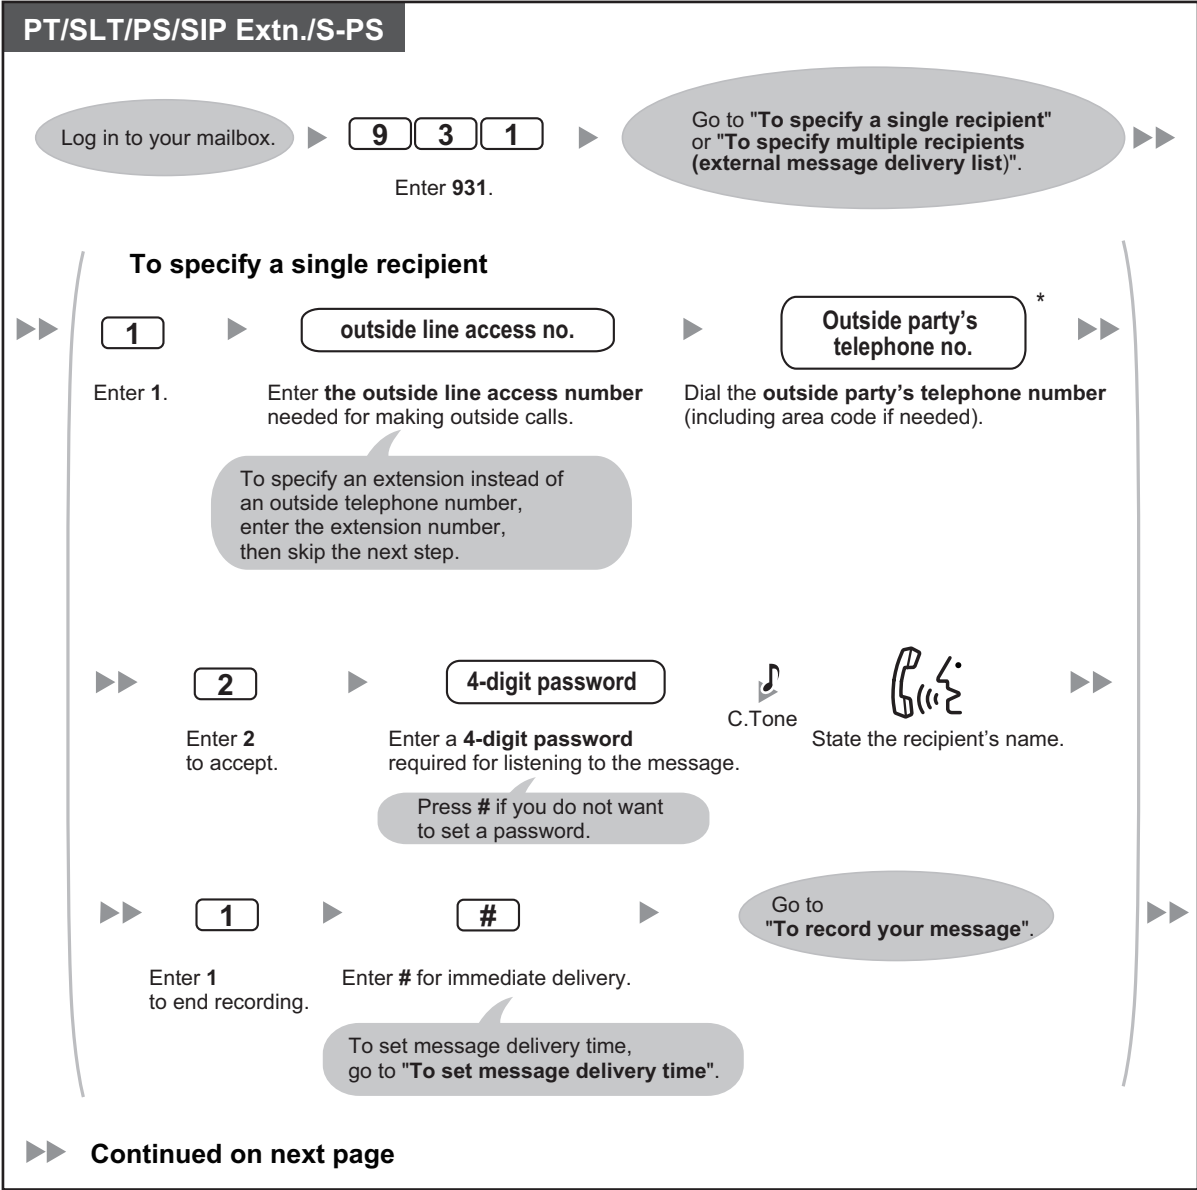 PT/SLT/PS/SIP Extn./S-PS
Log in to your mailbox.
9 3 1
Enter 931.
Go to "To specify a single recipient"
or "To specify multiple recipients
(external message delivery list)".
To specify a single recipient
1
Enter 1.
outside line access no.
Enter the outside line access number
needed for making outside calls.
To specify an extension instead of
an outside telephone number,
enter the extension number,
then skip the next step.
Outside party's
telephone no.
*
Dial the outside party's telephone number
(including area code if needed).
2
Enter 2
to accept.
4-digit password
Enter a 4-digit password
required for listening to the message.
Press # if you do not want
to set a password.
C.Tone
State the recipient's name.
1
Enter 1
to end recording.
#
Enter # for immediate delivery.
To set message delivery time,
go to "To set message delivery time".
Go to
"To record your message".
Continued on next page